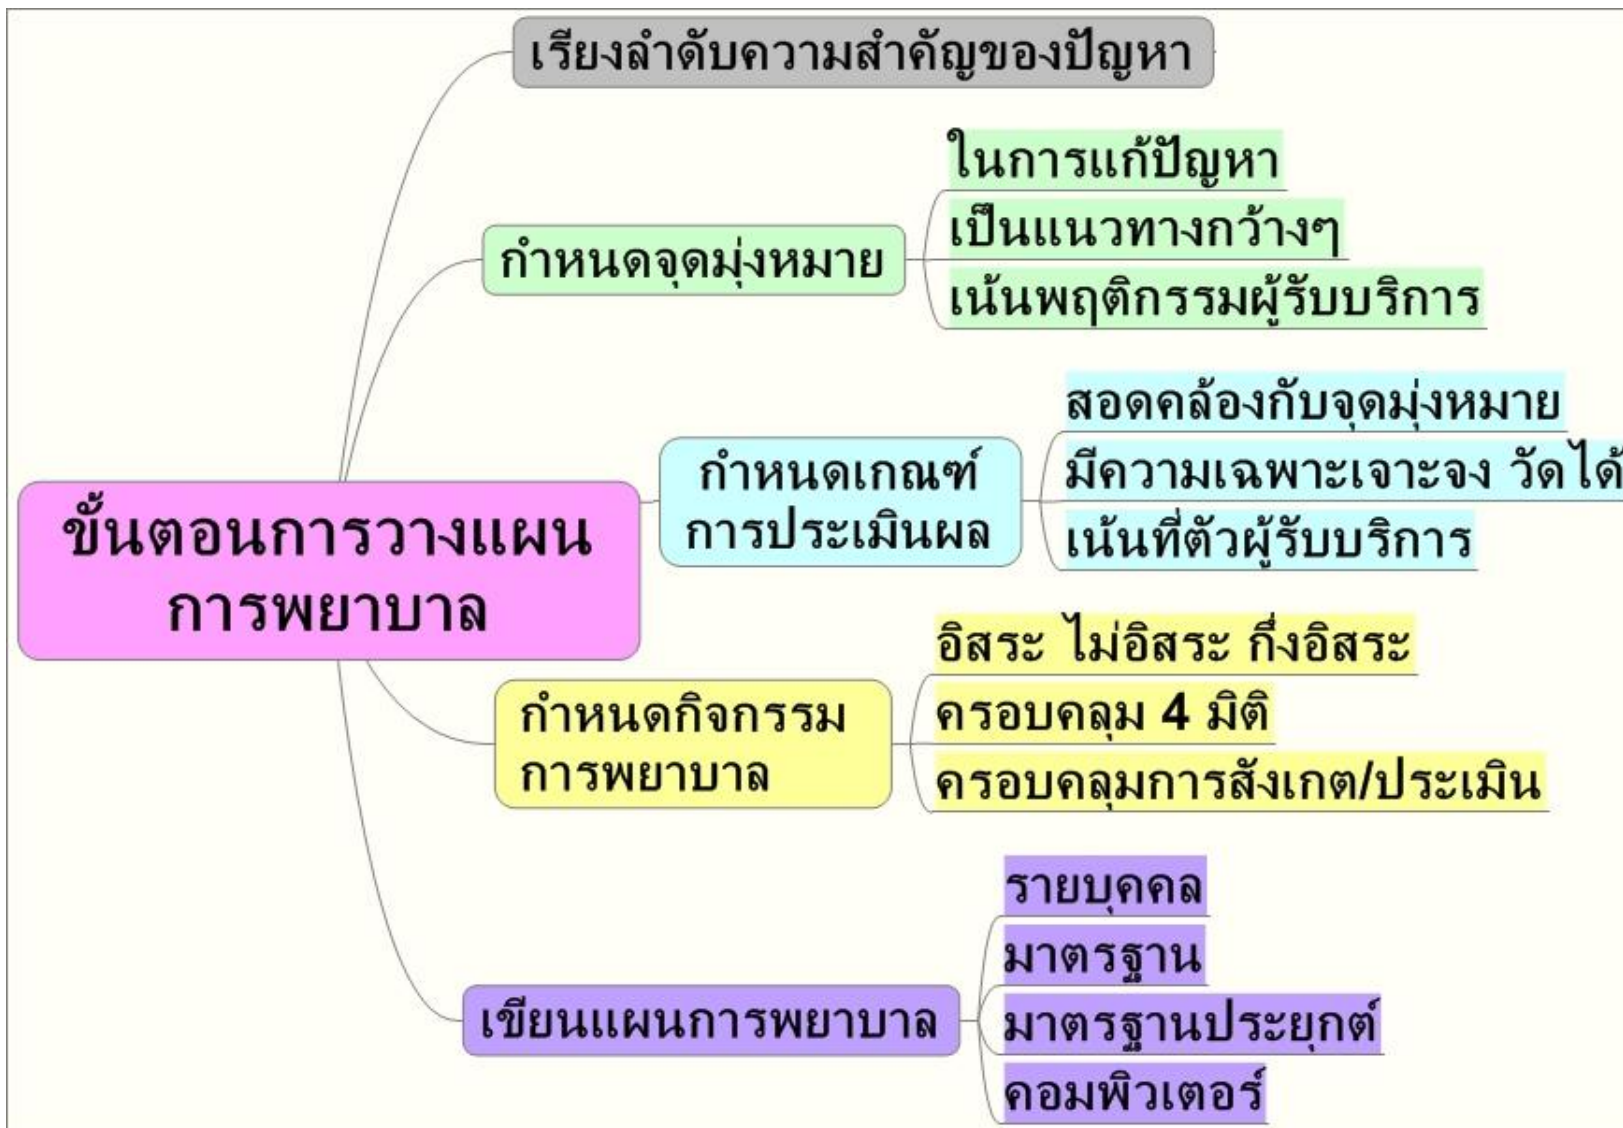 เรียงลำดับความสำคัญของปัญหา
ในการแก้ปัญหา
เป็นแนวทางกว้างๆ
กำหนดจุดมุ่งหมาย
เน้นพฤติกรรมผู้รับบริการ
สอดคล้องกับจุดมุ่งหมาย
กำหนดเกณฑ์
การประเมินผล
มีความเฉพาะเจาะจง วัดได้
เน้นที่ตัวผู้รับบริการ
ขั้นตอนการวางแผน
การพยาบาล
อิสระ ไม่อิสระ กึ่งอิสระ
กำหนดกิจกรรม
การพยาบาล
ครอบคลุม 4 มิติ
ครอบคลุมการสังเกต/ประเมิน
รายบุคคล
มาตรฐาน
เขียนแผนการพยาบาล
มาตรฐานประยุกต์
คอมพิวเตอร์